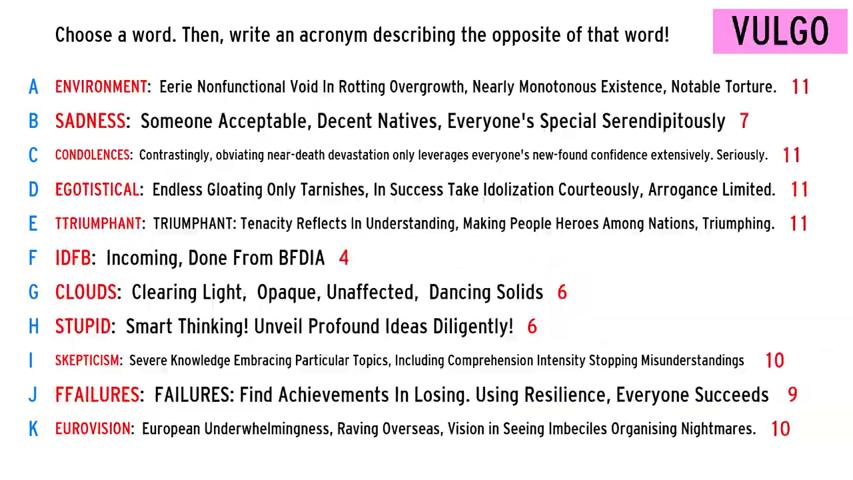 Choose a word. Then, write an acronym describing the opposite of that word! VULGO
A ENVIRONMENT: Eerie Nonfunctional Void In Rotting Overgrowth, Nearly Monotonous Existence, Notable Torture. 11
B SADNESS: Someone Acceptable, Decent Natives, Everyone's Special Serendipitously 7
C CONDOLENCES: Contrastingly, obviating near-death devastation only leverages everyone's new-found confidence extensively. Seriously. 11
D EGOTISTICAL: Endless Gloating Only Tarnishes, In Success Take Idolization Courteously, Arrogance Limited. 11
E TTRIUMPHANT: TRIUMPHANT: Tenacity Reflects In Understanding, Making People Heroes Among Nations, Triumphing. 11
F IDFB: Incoming, Done From BFDIA 4
G CLOUDS: Clearing Light, Opaque, Unaffected, Dancing Solids 6
H STUPID: Smart Thinking! Unveil Profound Ideas Diligently! 6
I SKEPTICISM: Severe Knowledge Embracing Particular Topics, Including Comprehension Intensity Stopping Misunderstandings 10
J FFAILURES: FAILURES: Find Achievements In Losing. Using Resilience, Everyone Succeeds 9
K EUROVISION: European Underwhelmingness, Raving Overseas, Vision in Seeing Imbeciles Organising Nightmares. 10